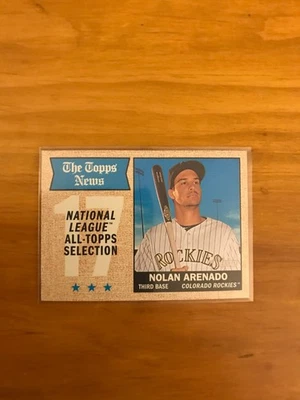 The Topps
News
17
NATIONAL
LEAGUE
ALL-TOPPS
SELECTION
ROCKIES
NOLAN ARENADO
THIRD BASE COLORADO ROCKIES